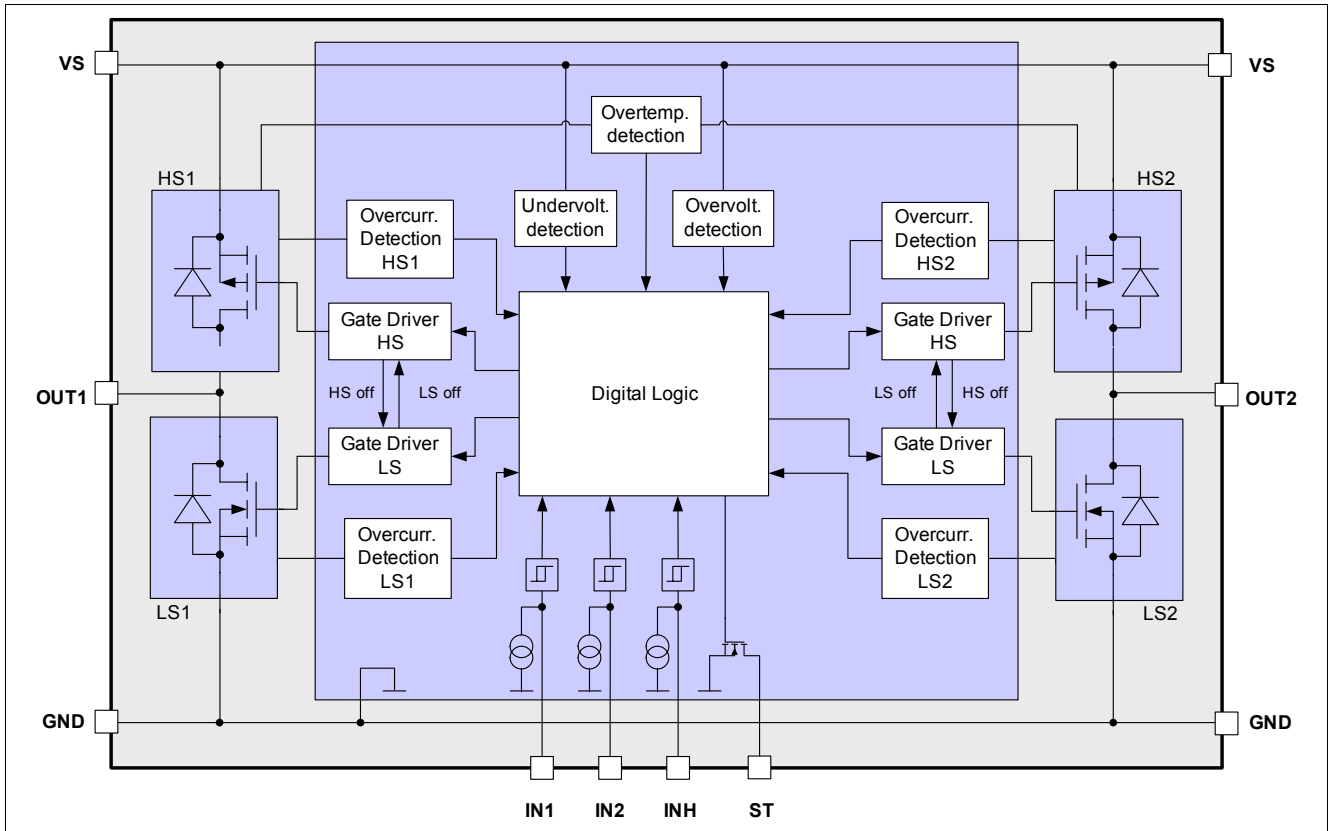 VS
VS
Overtemp.
detection
HS1
HS2
Undervolt.
detection
Overvolt.
detection
Overcurr.
Detection
HS1
Overcurr.
Detection
HS2
Gate Driver
HS
Gate Driver
HS
OUT1
HS off
LS off
Digital Logic
LS off
HS off
OUT2
Gate Driver
LS
Gate Driver
LS
Overcurr.
Detection
LS1
Overcurr.
Detection
LS2
LS1
LS2
GND
GND
IN1
IN2
INH
ST